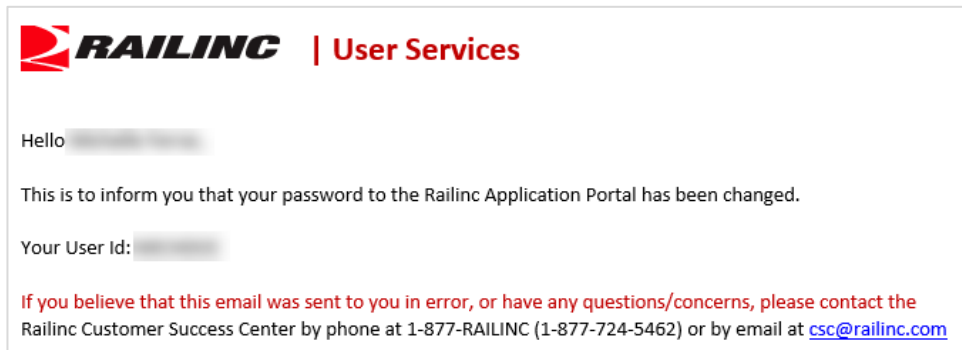 RAILINC | User Services
Hello
This is to inform you that your password to the Railinc Application Portal has been changed.
Your User Id:
If you believe that this email was sent to you in error, or have any questions/concerns, please contact the
Railinc Customer Success Center by phone at 1-877-RAILINC (1-877-724-5462) or by email at csc@railinc.com